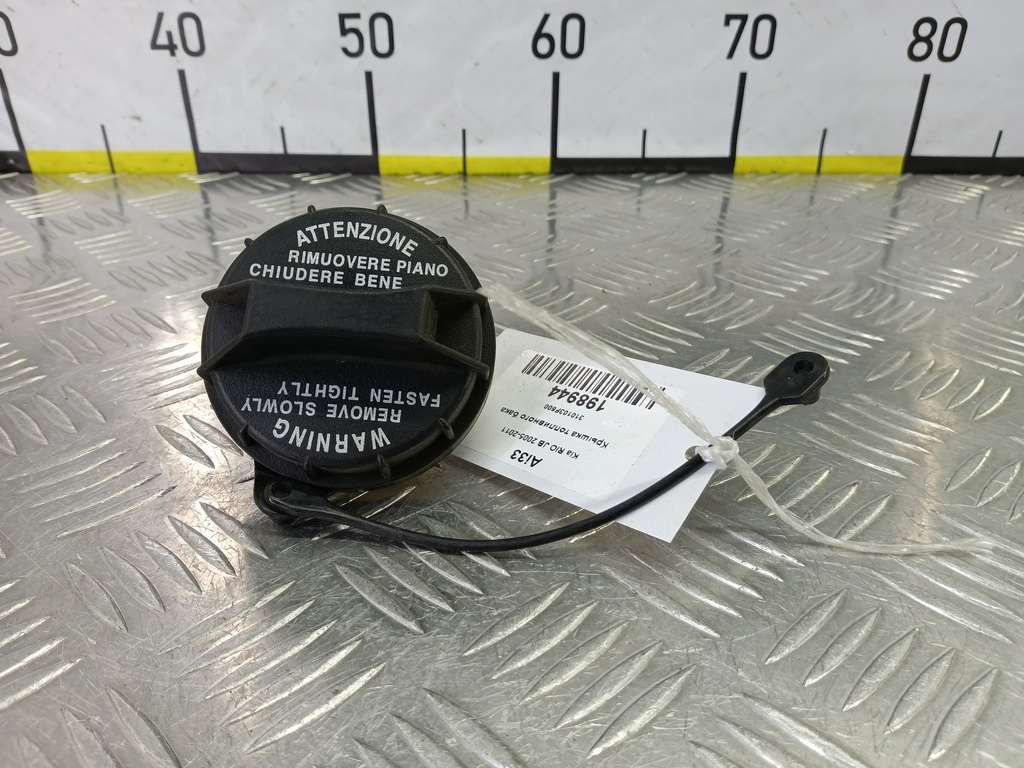 40 50 60 70 80
ATTENZIONE
RIMUOVERE PIANO
CHIUDERE BENE
WARNING
REMOVE SLOWLY
FASTEN TIGHTLY
Ai33
Kia RIO JB 2005-2011
Крышка топливного бака
310103F600
198944